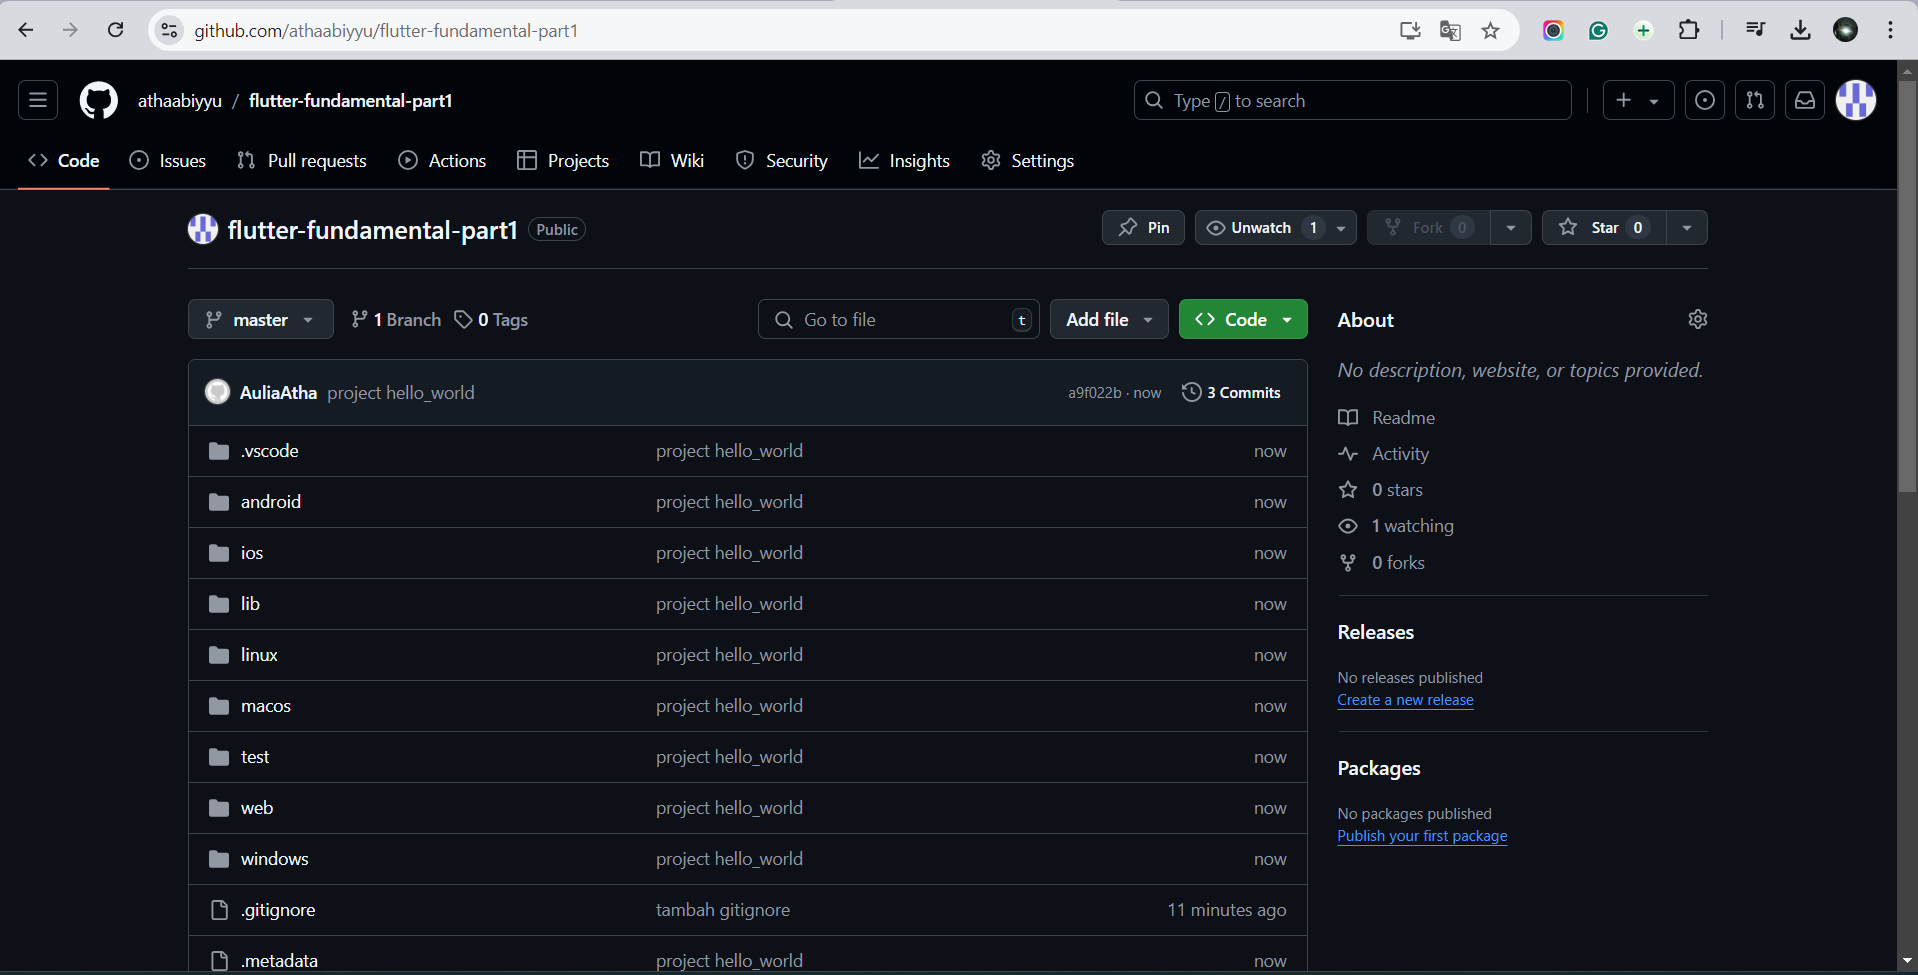 github.com/athaabiyyu/flutter-fundamental-part1
athaabiyyu / flutter-fundamental-part1
Type / to search
Code Issues Pull requests Actions Projects Wiki Security Insights Settings
flutter-fundamental-part1 Public
Pin Unwatch 1 Fork 0 Star 0
master 1 Branch 0 Tags Go to file t Add file Code
AuliaAtha project hello_world a9f022b · now 3 Commits
.vscode project hello_world now
android project hello_world now
ios project hello_world now
lib project hello_world now
linux project hello_world now
macos project hello_world now
test project hello_world now
web project hello_world now
windows project hello_world now
.gitignore tambah gitignore 11 minutes ago
.metadata project hello_world now
About
No description, website, or topics provided.
Readme
Activity
0 stars
1 watching
0 forks
Releases
No releases published
Create a new release
Packages
No packages published
Publish your first package